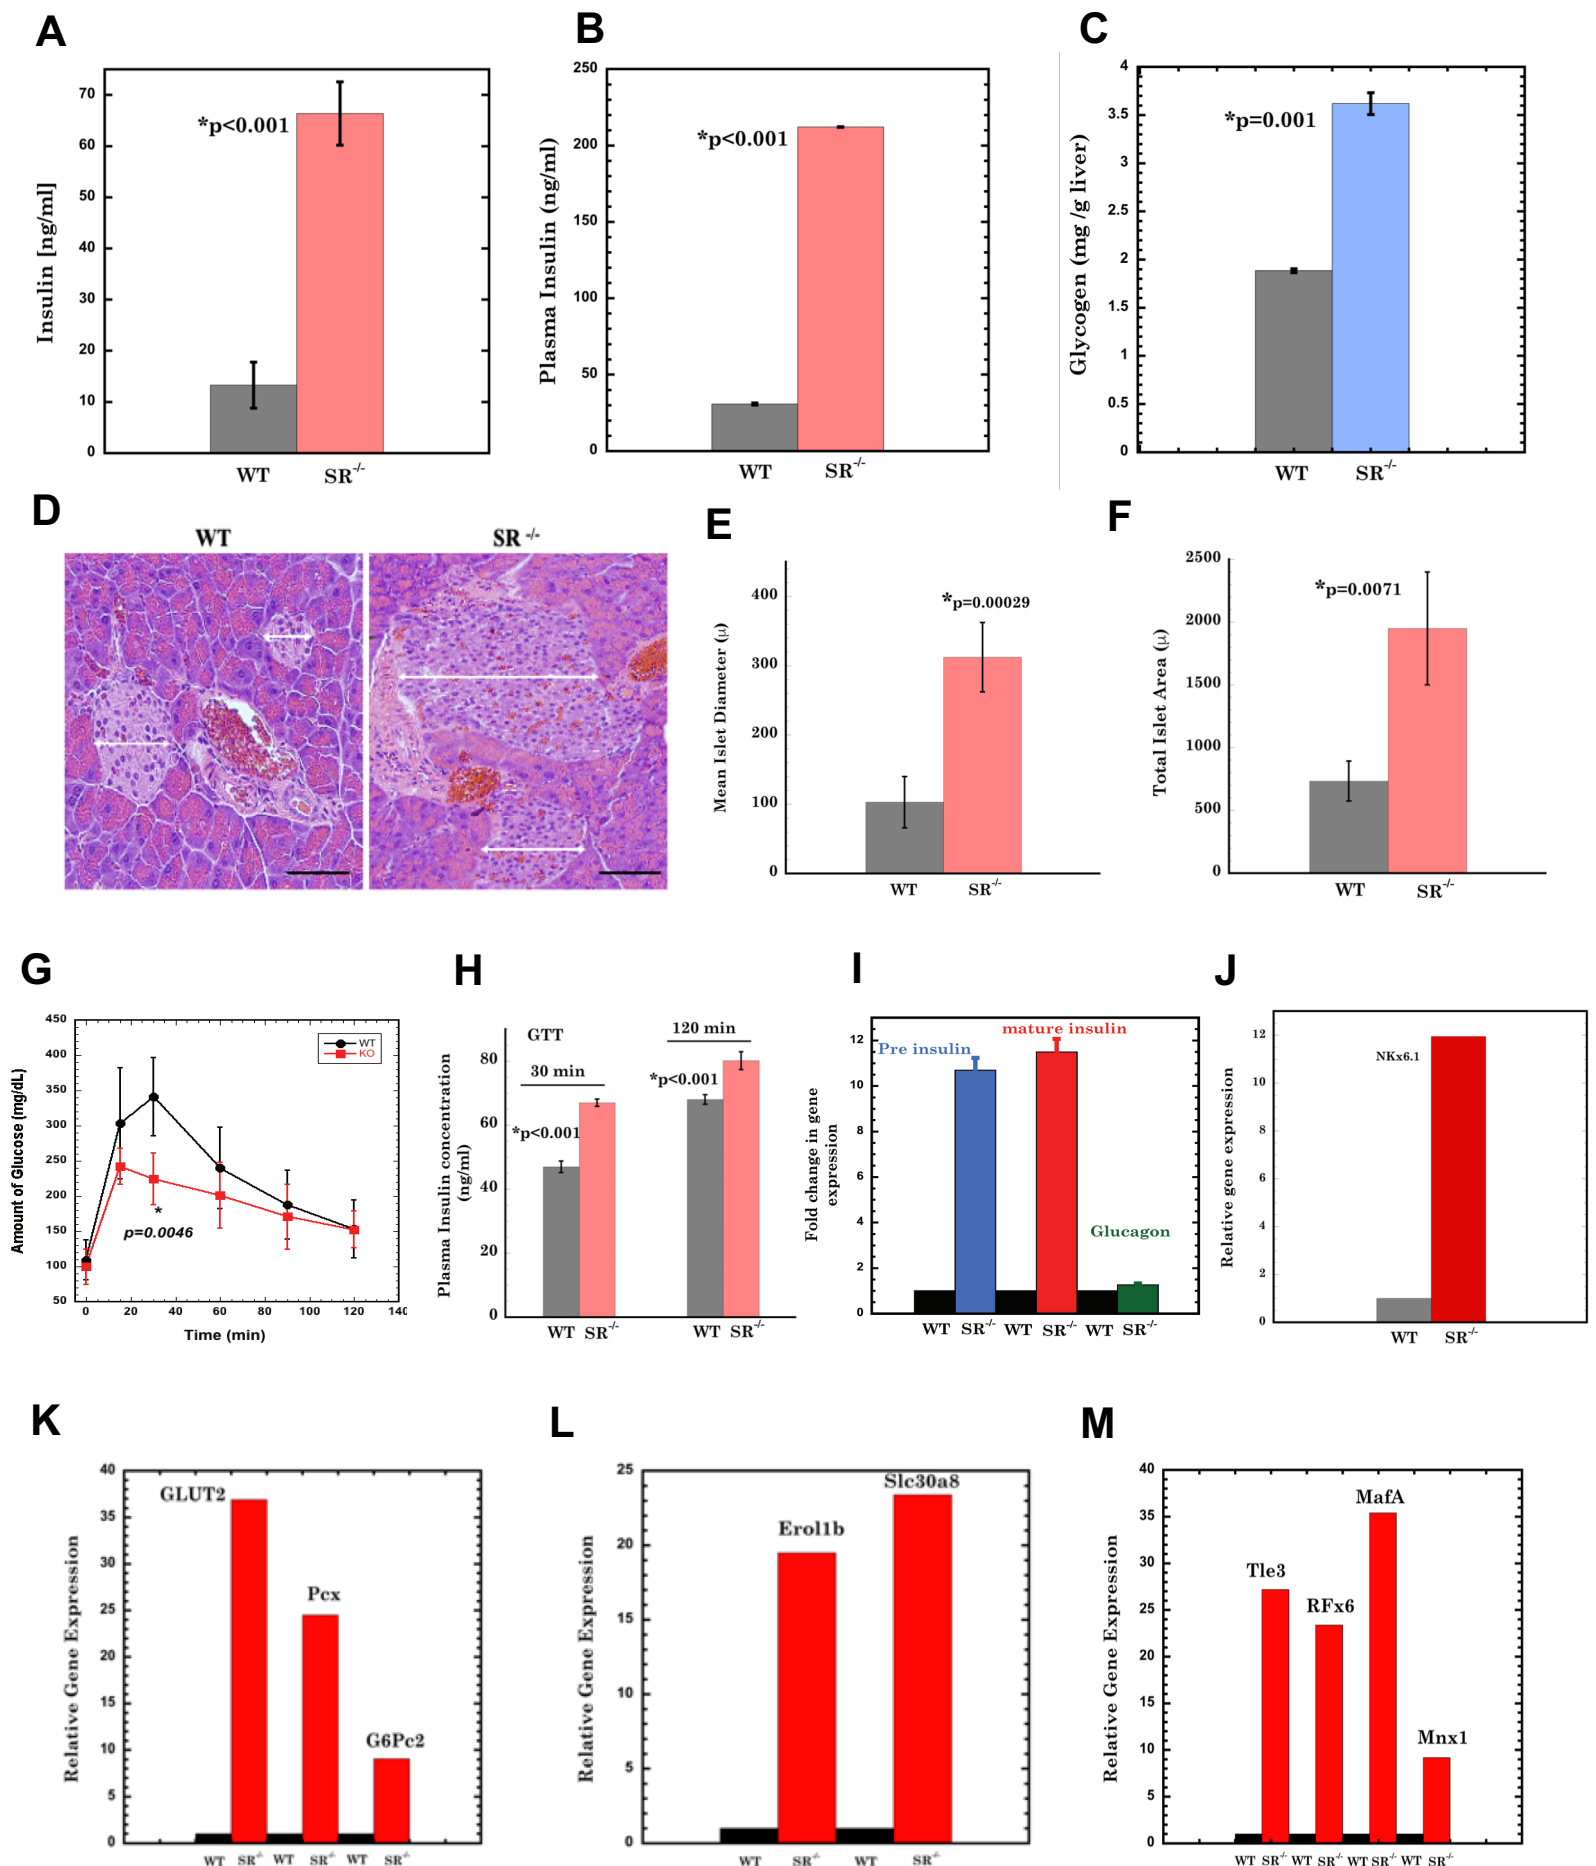 A
Insulin [ng/ml]
70
60
50
40
30
20
10
0
*p<0.001
WT SR-/-
B
Plasma Insulin (ng/ml)
250
200
150
100
50
0
*p<0.001
WT SR-/-
C
Glycogen (mg /g liver)
4
3.5
3
2.5
2
1.5
1
0.5
0
*p=0.001
WT SR-/-
D
WT SR -/-
E
Mean Islet Diameter (µ)
400
300
200
100
0
*p=0.00029
WT SR-/-
F
Total Islet Area (µ)
2500
2000
1500
1000
500
0
*p=0.0071
WT SR-/-
G
Amount of Glucose (mg/dL)
450
400
350
300
250
200
150
100
50
WT
KO
*
p=0.0046
0 20 40 60 80 100 120 140
Time (min)
H
Plasma Insulin concentration
(ng/ml)
80
60
40
20
0
GTT
120 min
30 min
*p<0.001
*p<0.001
WT SR-/- WT SR-/-
I
Fold change in gene
expression
12
10
8
6
4
2
0
mature insulin
Pre insulin
Glucagon
WT SR-/- WT SR-/- WT SR-/-
J
Relative gene expression
12
10
8
6
4
2
0
NKx6.1
WT SR-/-
K
Relative Gene Expression
40
35
30
25
20
15
10
5
0
GLUT2
Pcx
G6Pc2
WT SR-/- WT SR-/- WT SR-/-
L
Relative Gene Expression
25
20
15
10
5
0
Slc30a8
Erol1b
WT SR-/- WT SR-/-
M
Relative Gene Expression
40
35
30
25
20
15
10
5
0
MafA
Tle3
RFx6
Mnx1
WT SR-/- WT SR-/- WT SR-/- WT SR-/-